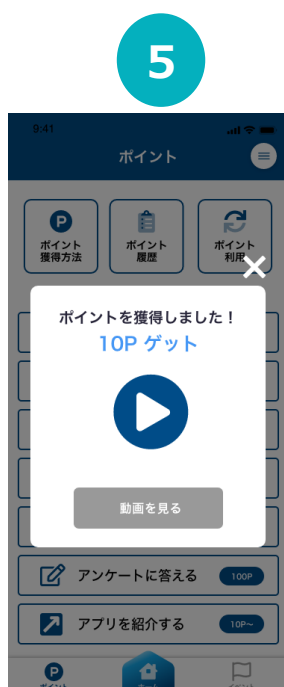 5
9:41
ポイント
P
ポイント
獲得方法
ポイント
履歴
ポイント
利用
ポイントを獲得しました！
10P ゲット
動画を見る
アンケートに答える 100P
アプリを紹介する 10P~
P
ポイント
ホーム